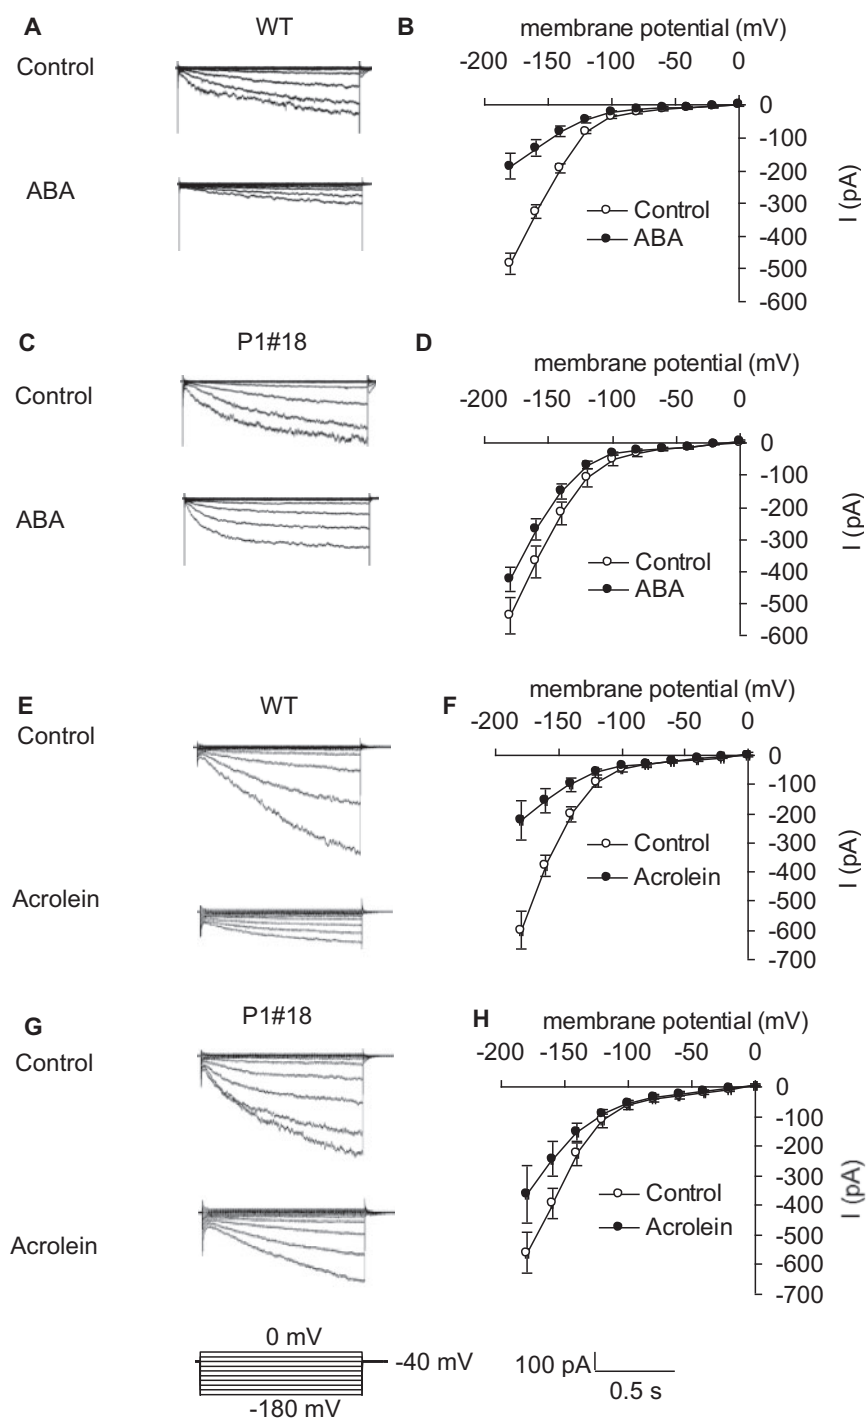 A
WT
Control
ABA
B
membrane potential (mV)
-200 -150 -100 -50 0
0
-100
-200
-300
-400
-500
-600
I (pA)
Control
ABA
C
P1#18
Control
ABA
D
membrane potential (mV)
-200 -150 -100 -50 0
0
-100
-200
-300
-400
-500
-600
I (pA)
Control
ABA
E
WT
Control
Acrolein
F
membrane potential (mV)
-200 -150 -100 -50 0
0
-100
-200
-300
-400
-500
-600
-700
I (pA)
Control
Acrolein
G
P1#18
Control
Acrolein
H
membrane potential (mV)
-200 -150 -100 -50 0
0
-100
-200
-300
-400
-500
-600
-700
I (pA)
Control
Acrolein
0 mV
-40 mV
-180 mV
100 pA
0.5 s